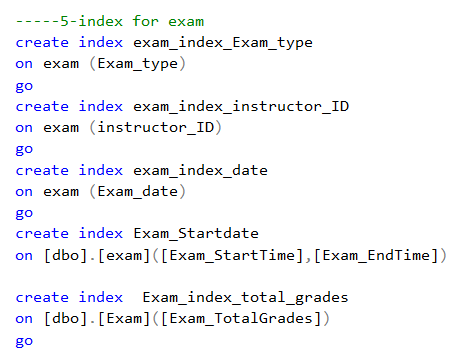 -----5-index for exam
create index exam_index_Exam_type
on exam (Exam_type)
go
create index exam_index_instructor_ID
on exam (instructor_ID)
go
create index exam_index_date
on exam (Exam_date)
go
create index Exam_Startdate
on [dbo].[exam]([Exam_StartTime],[Exam_EndTime])
create index  Exam_index_total_grades
on [dbo].[Exam]([Exam_TotalGrades])
go